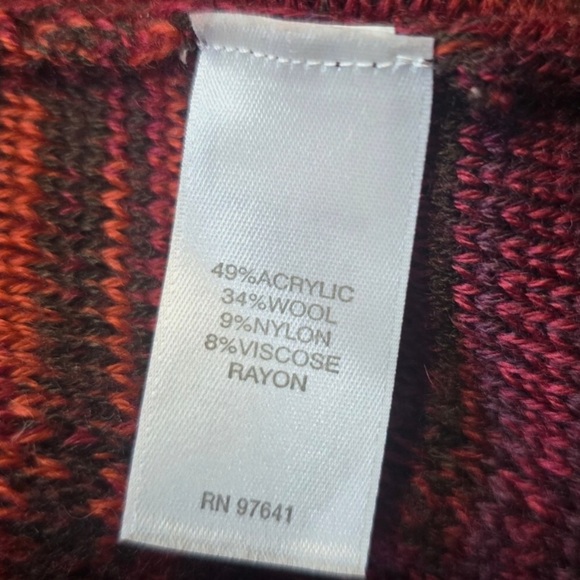 49%ACRYLIC
34%WOOL
9%NYLON
8%VISCOSE
RAYON
RN 97641